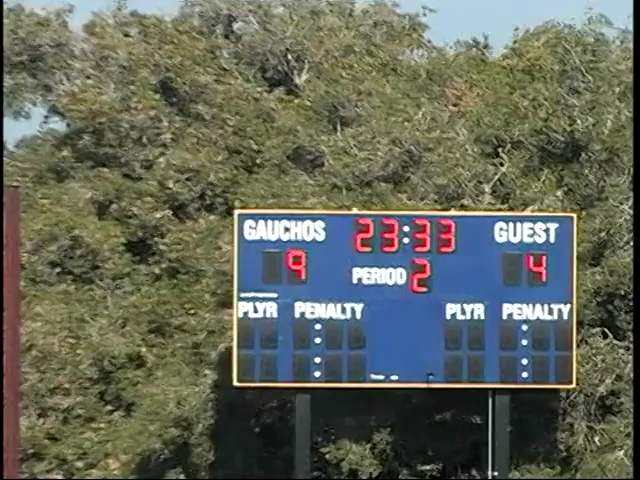 GAUCHOS 23:33 GUEST
9 PERIOD 2 4
PLYR PENALTY PLYR PENALTY